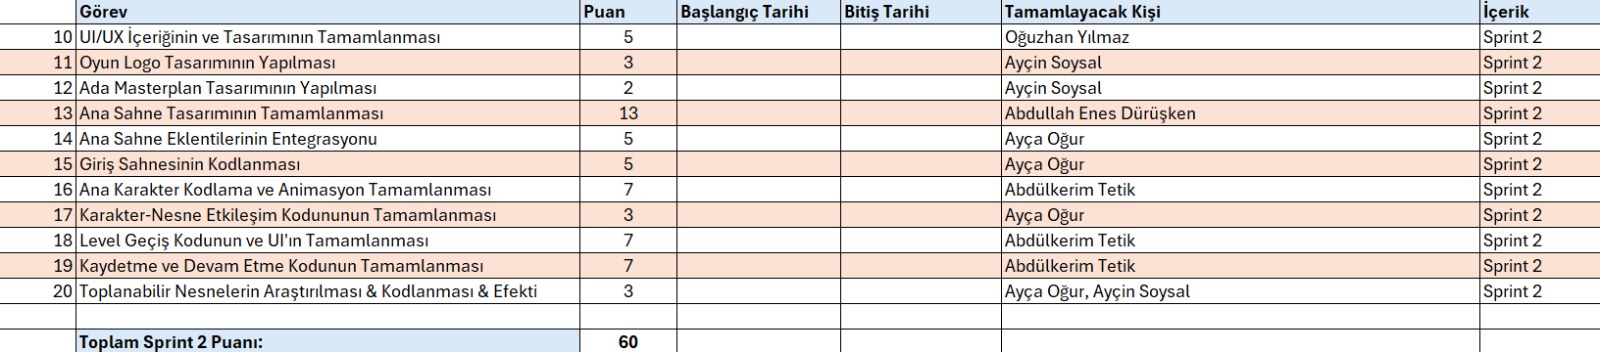 Görev Puan Başlangıç Tarihi Bitiş Tarihi Tamamlayacak Kişi İçerik
10 UI/UX İçeriğinin ve Tasarımının Tamamlanması 5 Oğuzhan Yılmaz Sprint 2
11 Oyun Logo Tasarımının Yapılması 3 Ayçin Soysal Sprint 2
12 Ada Masterplan Tasarımının Yapılması 2 Ayçin Soysal Sprint 2
13 Ana Sahne Tasarımının Tamamlanması 13 Abdullah Enes Dürüşken Sprint 2
14 Ana Sahne Eklentilerinin Entegrasyonu 5 Ayça Oğur Sprint 2
15 Giriş Sahnesinin Kodlanması 5 Ayça Oğur Sprint 2
16 Ana Karakter Kodlama ve Animasyon Tamamlanması 7 Abdülkerim Tetik Sprint 2
17 Karakter-Nesne Etkileşim Kodununun Tamamlanması 3 Ayça Oğur Sprint 2
18 Level Geçiş Kodunun ve UI'ın Tamamlanması 7 Abdülkerim Tetik Sprint 2
19 Kaydetme ve Devam Etme Kodunun Tamamlanması 7 Abdülkerim Tetik Sprint 2
20 Toplanabilir Nesnelerin Araştırılması & Kodlanması & Efekti 3 Ayça Oğur, Ayçin Soysal Sprint 2
Toplam Sprint 2 Puanı: 60